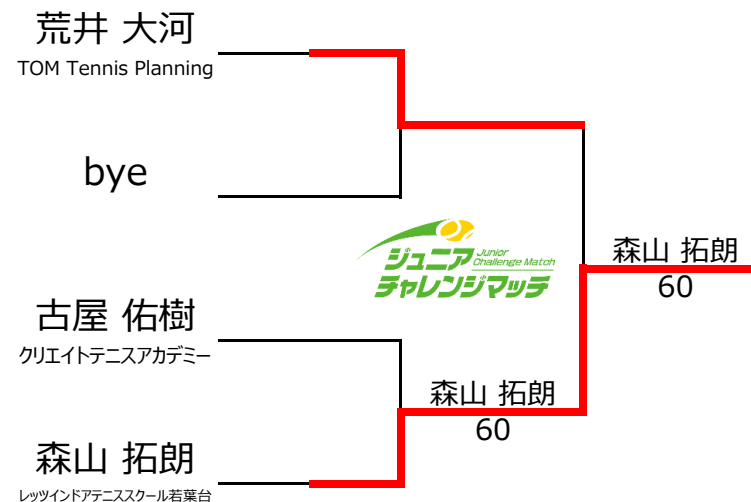 荒井 大河
TOM Tennis Planning
bye
ジュニア Junior Challenge Match
チャレンジマッチ
森山 拓朗
60
古屋 佑樹
クリエイトテニスアカデミー
森山 拓朗
60
森山 拓朗
レッツインドアテニススクール若葉台